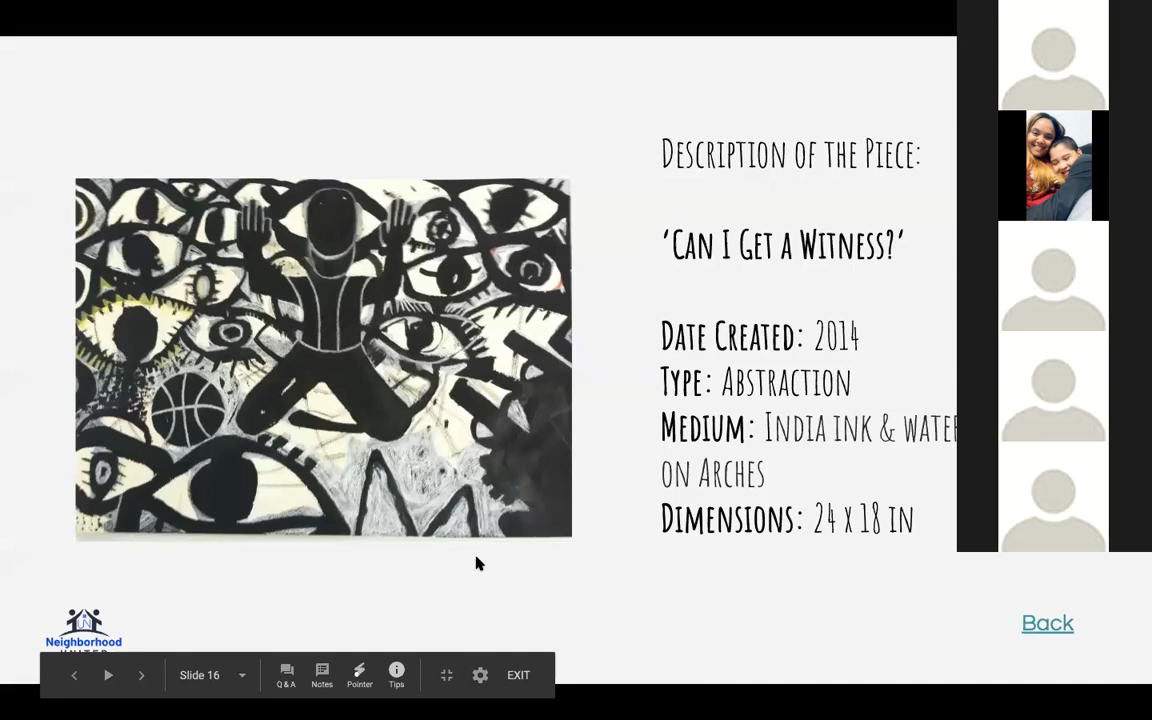 Description of the Piece:
‘Can I Get a Witness?’
Date Created: 2014
Type: Abstraction
Medium: India ink &
on Arches
Dimensions: 24 x 18 in
UN
Neighborhood
Back
Slide 16
Q & A
Notes
Pointer
Tips
EXIT